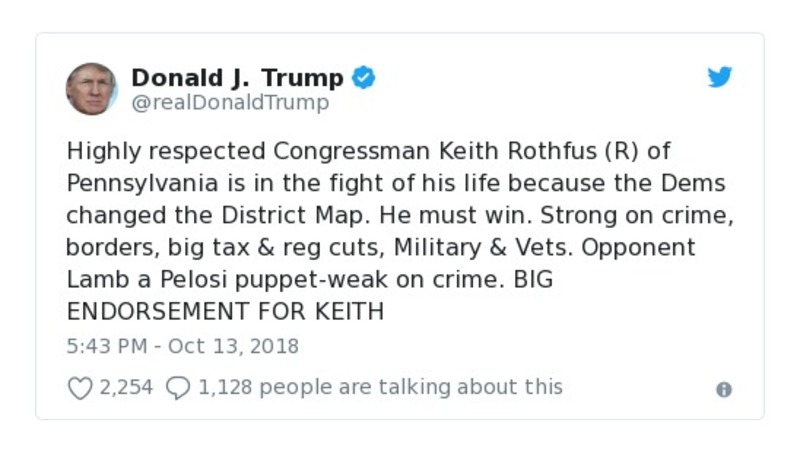 Donald J. Trump
@realDonaldTrump
Highly respected Congressman Keith Rothfus (R) of
Pennsylvania is in the fight of his life because the Dems
changed the District Map. He must win. Strong on crime,
borders, big tax & reg cuts, Military & Vets. Opponent
Lamb a Pelosi puppet-weak on crime. BIG
ENDORSEMENT FOR KEITH
5:43 PM - Oct 13, 2018
2,254 1,128 people are talking about this